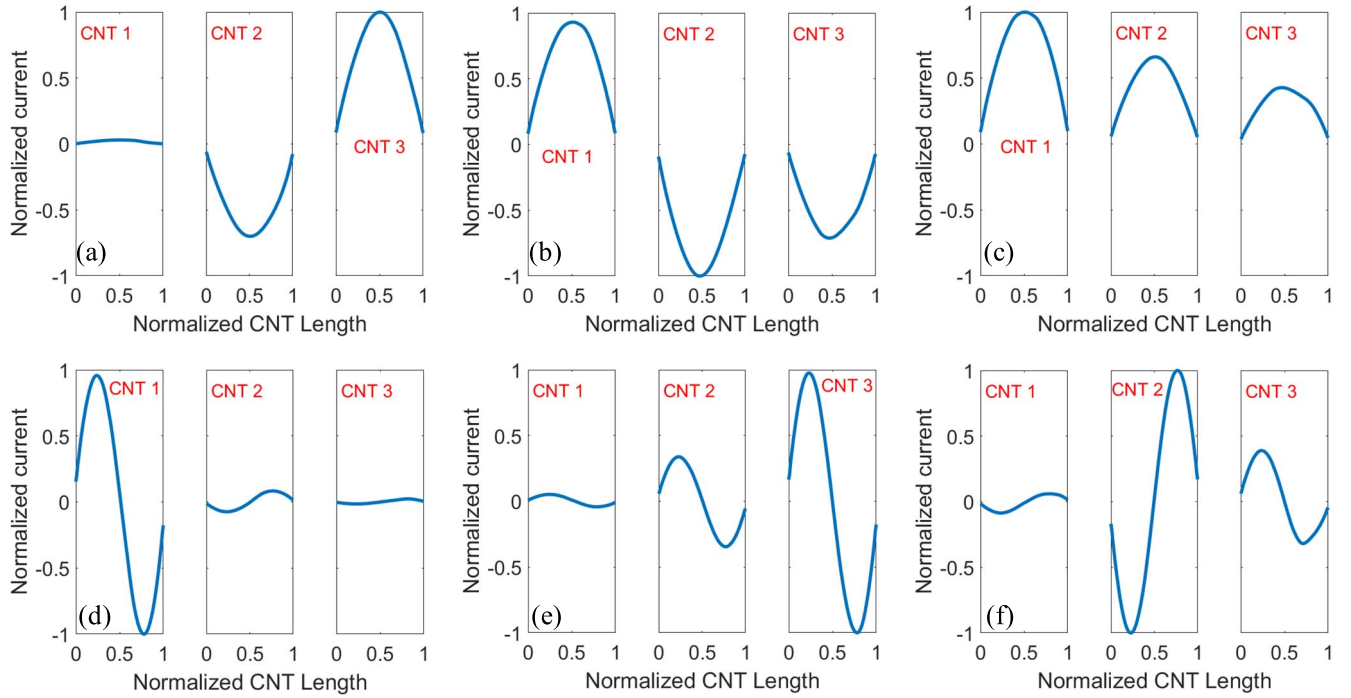 1
0.5
0
-0.5
-1
Normalized current
CNT 1
CNT 2
CNT 3
(a)
0 0.5 1 0 0.5 1 0 0.5 1
Normalized CNT Length
1
0.5
0
-0.5
-1
Normalized current
CNT 1
CNT 2
CNT 3
(b)
0 0.5 1 0 0.5 1 0 0.5 1
Normalized CNT Length
1
0.5
0
-0.5
-1
Normalized current
CNT 1
CNT 2
CNT 3
(c)
0 0.5 1 0 0.5 1 0 0.5 1
Normalized CNT Length
1
0.5
0
-0.5
-1
Normalized current
CNT 1
CNT 2
CNT 3
(d)
0 0.5 1 0 0.5 1 0 0.5 1
Normalized CNT Length
1
0.5
0
-0.5
-1
Normalized current
CNT 1
CNT 2
CNT 3
(e)
0 0.5 1 0 0.5 1 0 0.5 1
Normalized CNT Length
1
0.5
0
-0.5
-1
Normalized current
CNT 1
CNT 2
CNT 3
(f)
0 0.5 1 0 0.5 1 0 0.5 1
Normalized CNT Length